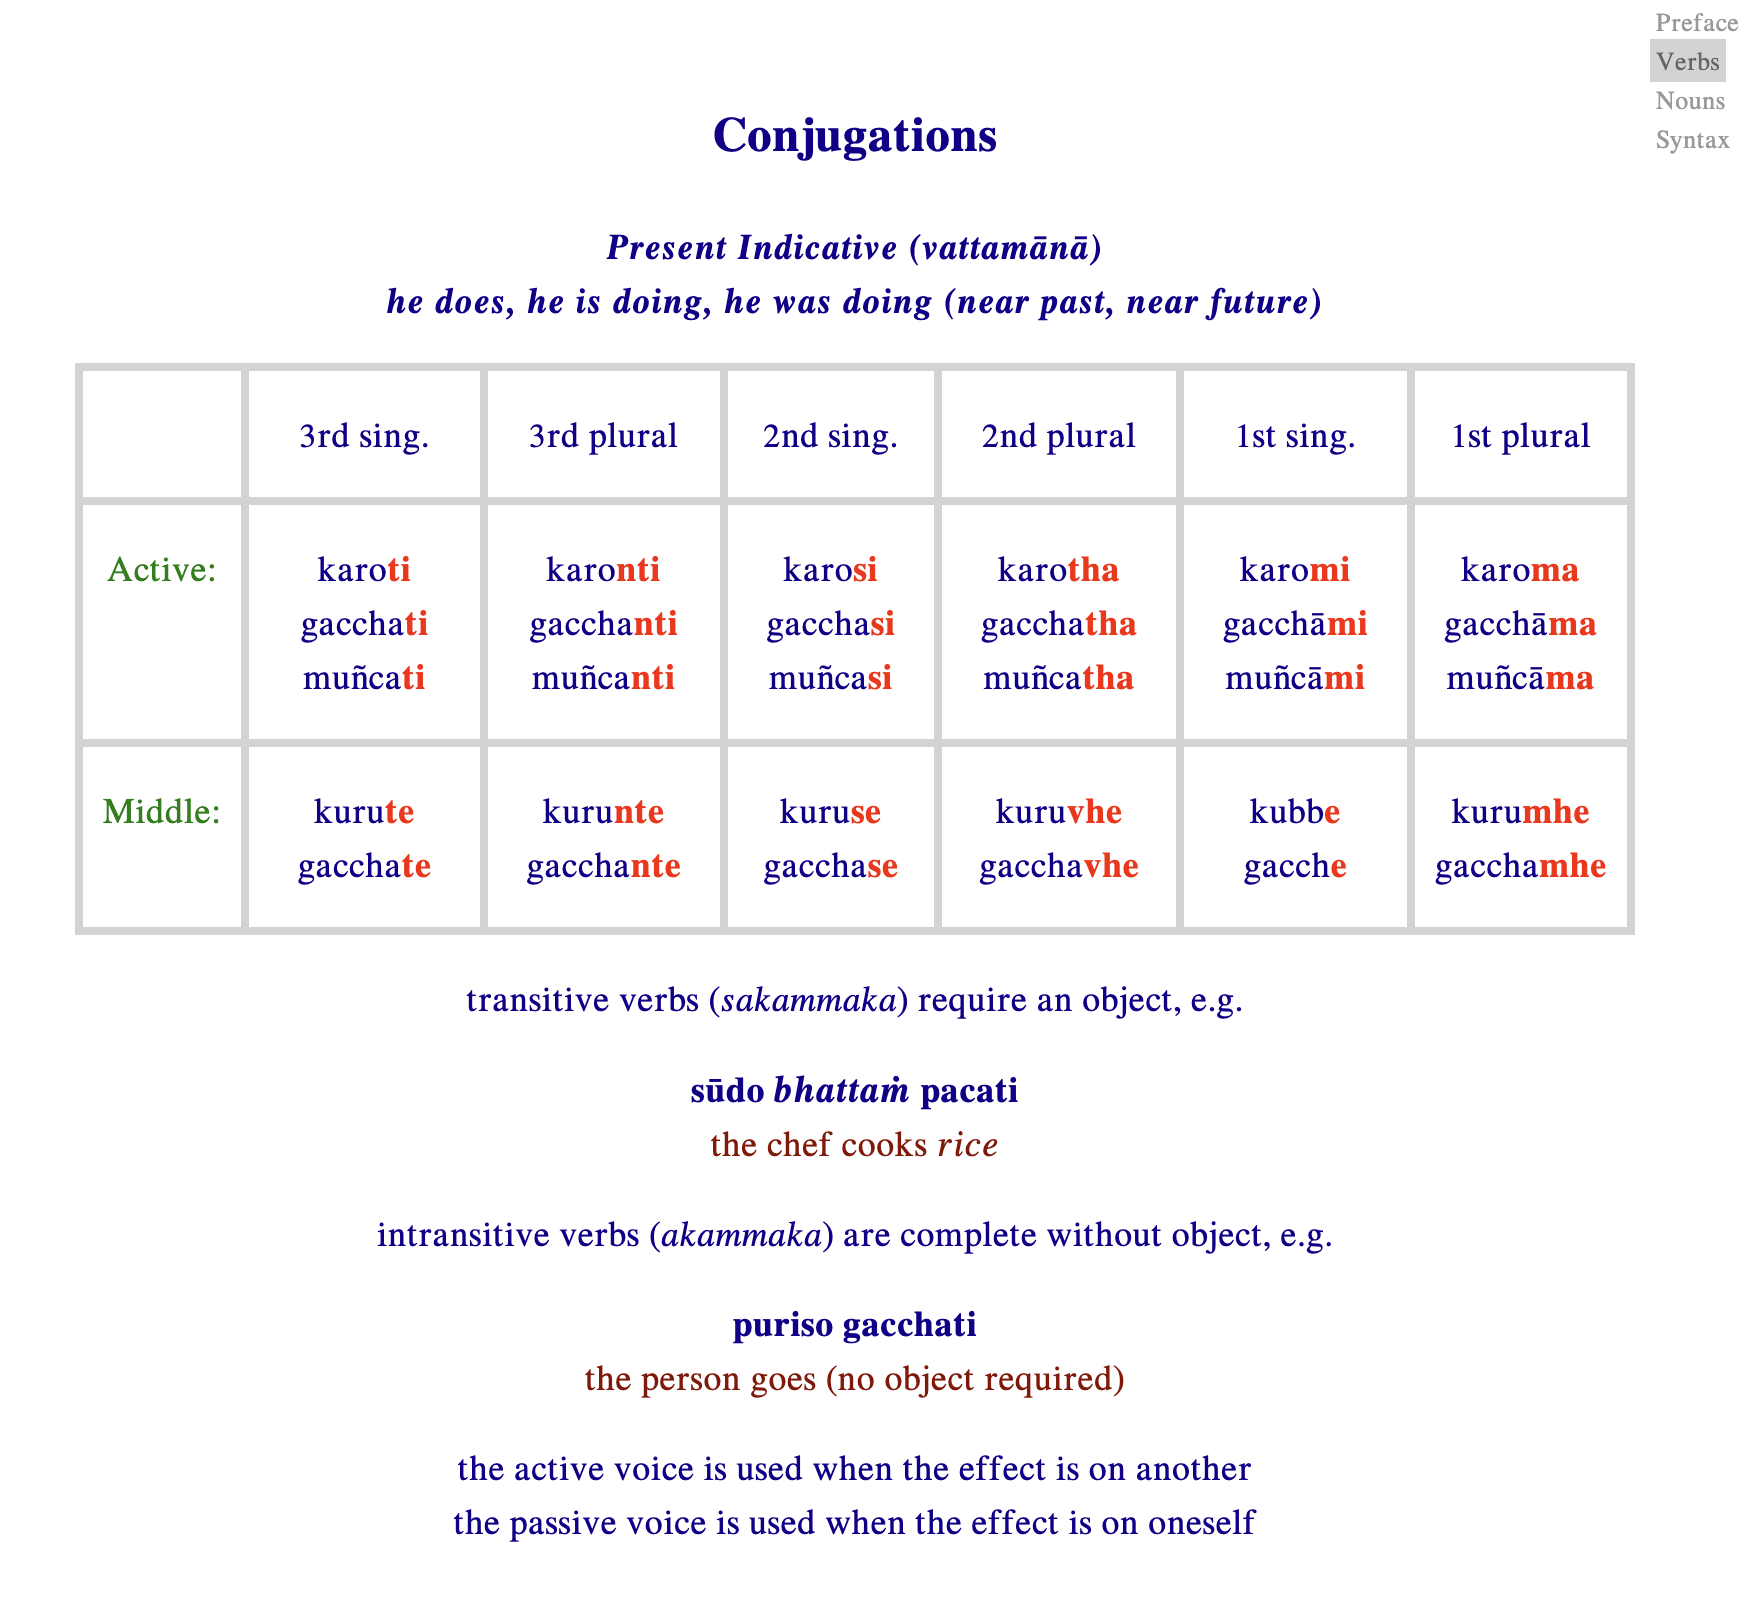 Preface
Verbs
Nouns
Syntax
Conjugations
Present Indicative (vattamānā)
he does, he is doing, he was doing (near past, near future)
3rd sing. 3rd plural 2nd sing. 2nd plural 1st sing. 1st plural
Active: karoti karonti karosi karotha karomi karoma
gacchati gacchanti gacchasi gacchatha gacchāmi gacchāma
muñcati muñcanti muñcasi muñcatha muñcāmi muñcāma
Middle: kurute kurunte kuruse kuruvhe kubbe kurumhe
gacchate gacchante gacchase gacchavhe gacche gacchamhe
transitive verbs (sakammaka) require an object, e.g.
sūdo bhattaṁ pacati
the chef cooks rice
intransitive verbs (akammaka) are complete without object, e.g.
puriso gacchati
the person goes (no object required)
the active voice is used when the effect is on another
the passive voice is used when the effect is on oneself